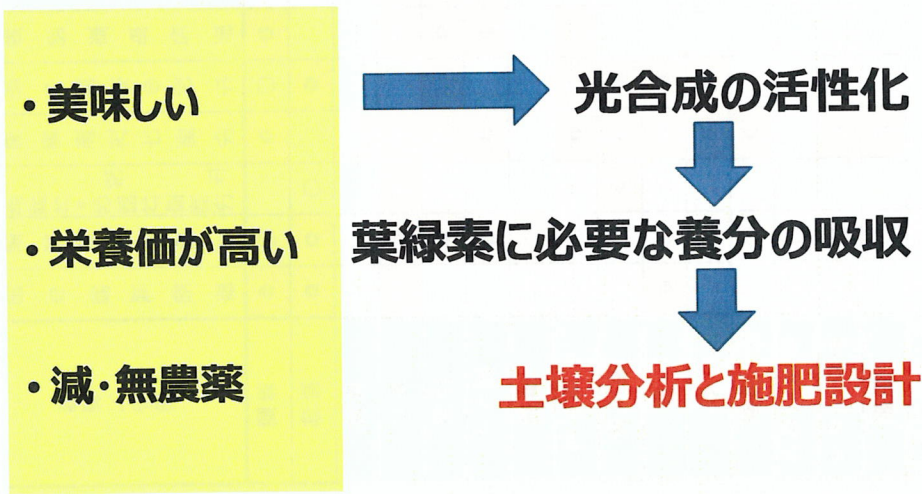 ・美味しい
光合成の活性化
・栄養価が高い
葉緑素に必要な養分の吸収
・減・無農薬
土壌分析と施肥設計